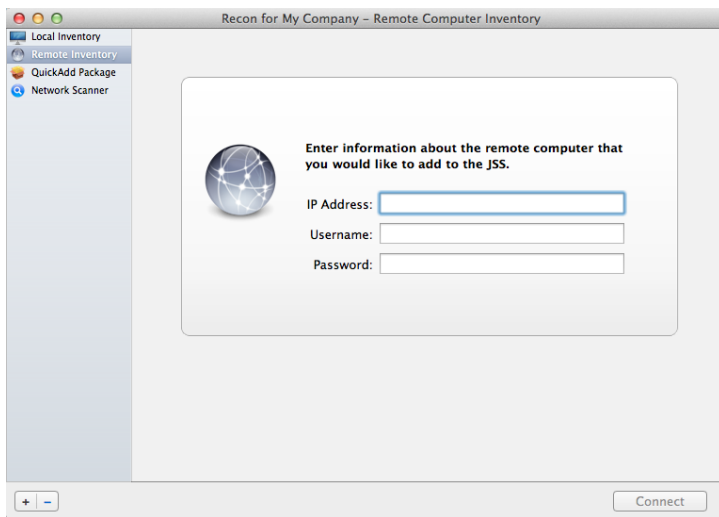 Recon for My Company – Remote Computer Inventory
Local Inventory
Remote Inventory
QuickAdd Package
Network Scanner
Enter information about the remote computer that
you would like to add to the JSS.
IP Address:
Username:
Password:
+ –
Connect